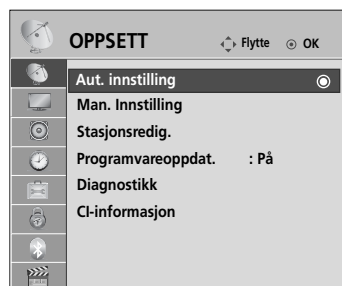 OPPSETT Flytte OK
Aut. innstilling
Man. Innstilling
Stasjonsredig.
Programvareoppdat. : På
Diagnostikk
CI-informasjon